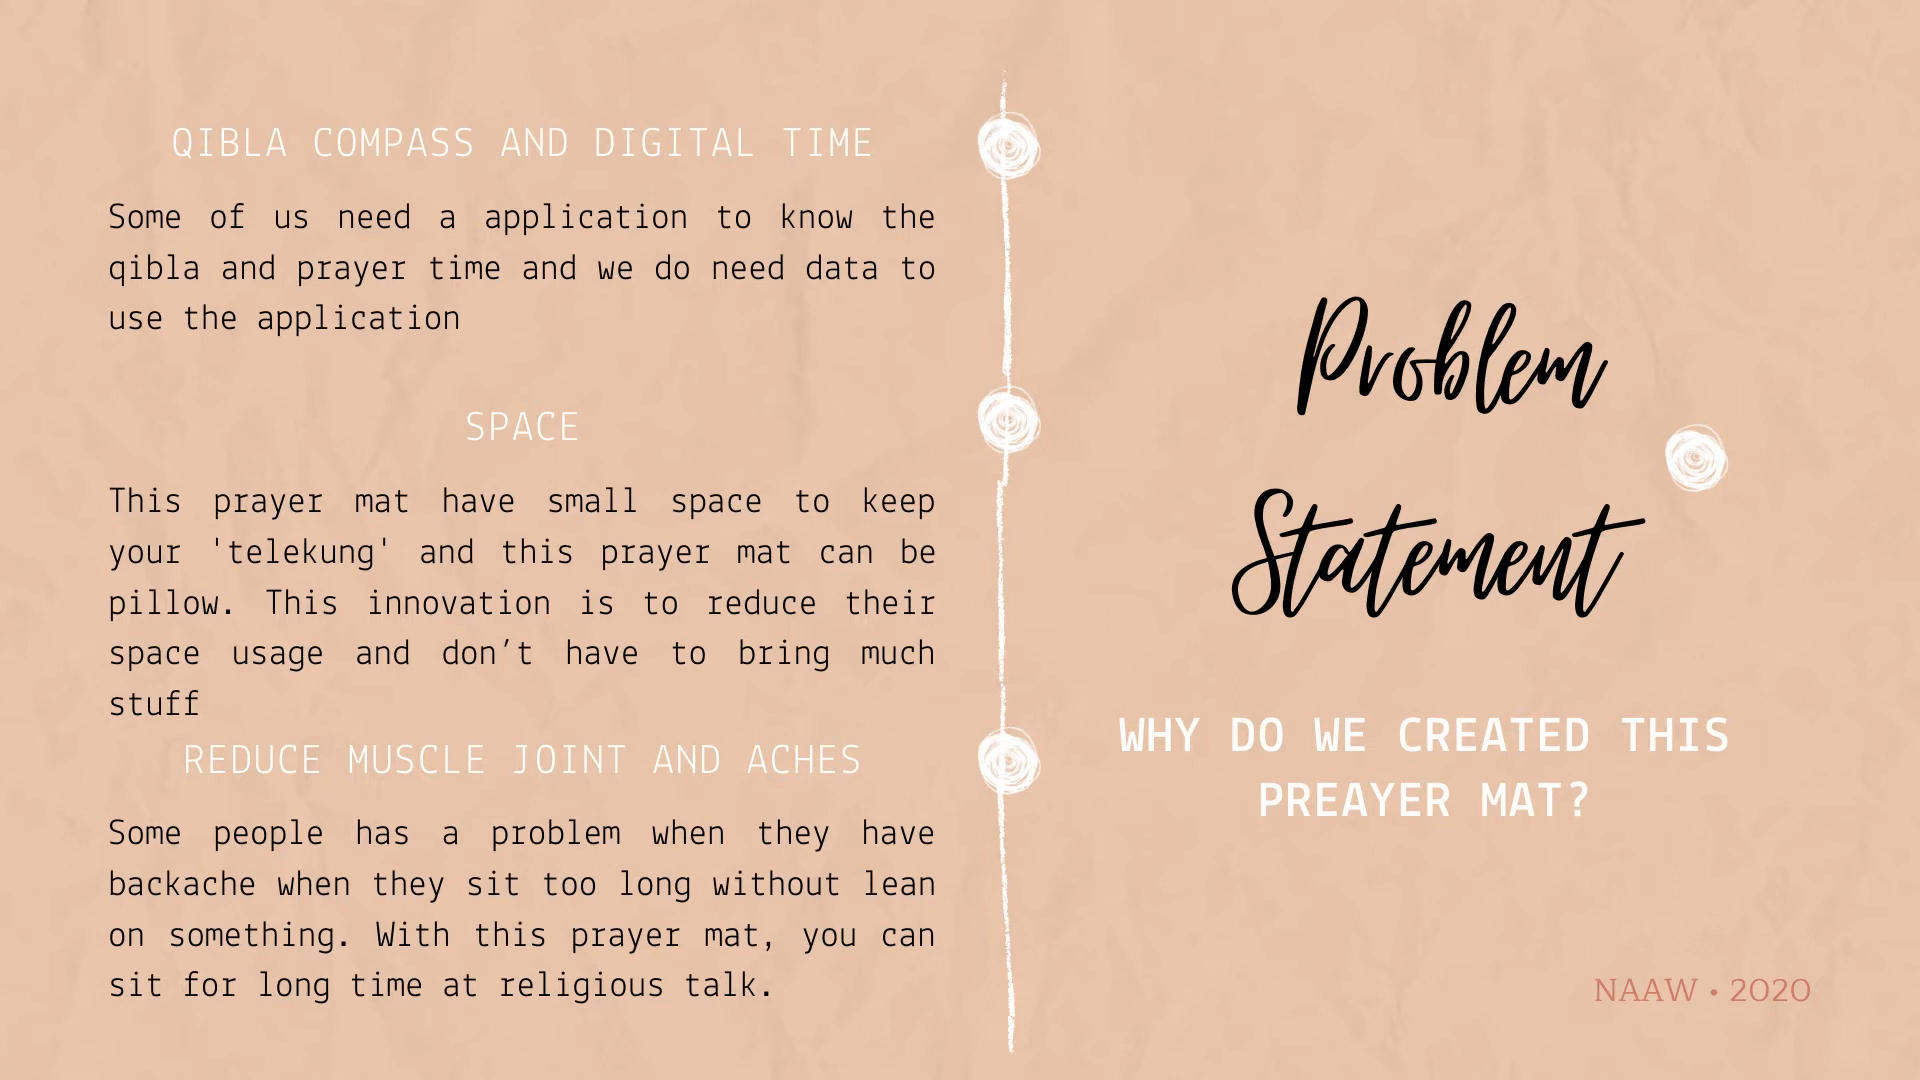 QIBLA COMPASS AND DIGITAL TIME
Some of us need a application to know the
qibla and prayer time and we do need data to
use the application
SPACE
This prayer mat have small space to keep
your 'telekung' and this prayer mat can be
pillow. This innovation is to reduce their
space usage and don’t have to bring much
stuff
REDUCE MUSCLE JOINT AND ACHES
Some people has a problem when they have
backache when they sit too long without lean
on something. With this prayer mat, you can
sit for long time at religious talk.
Problem
Statement
WHY DO WE CREATED THIS
PREAYER MAT?
NAAW • 2020